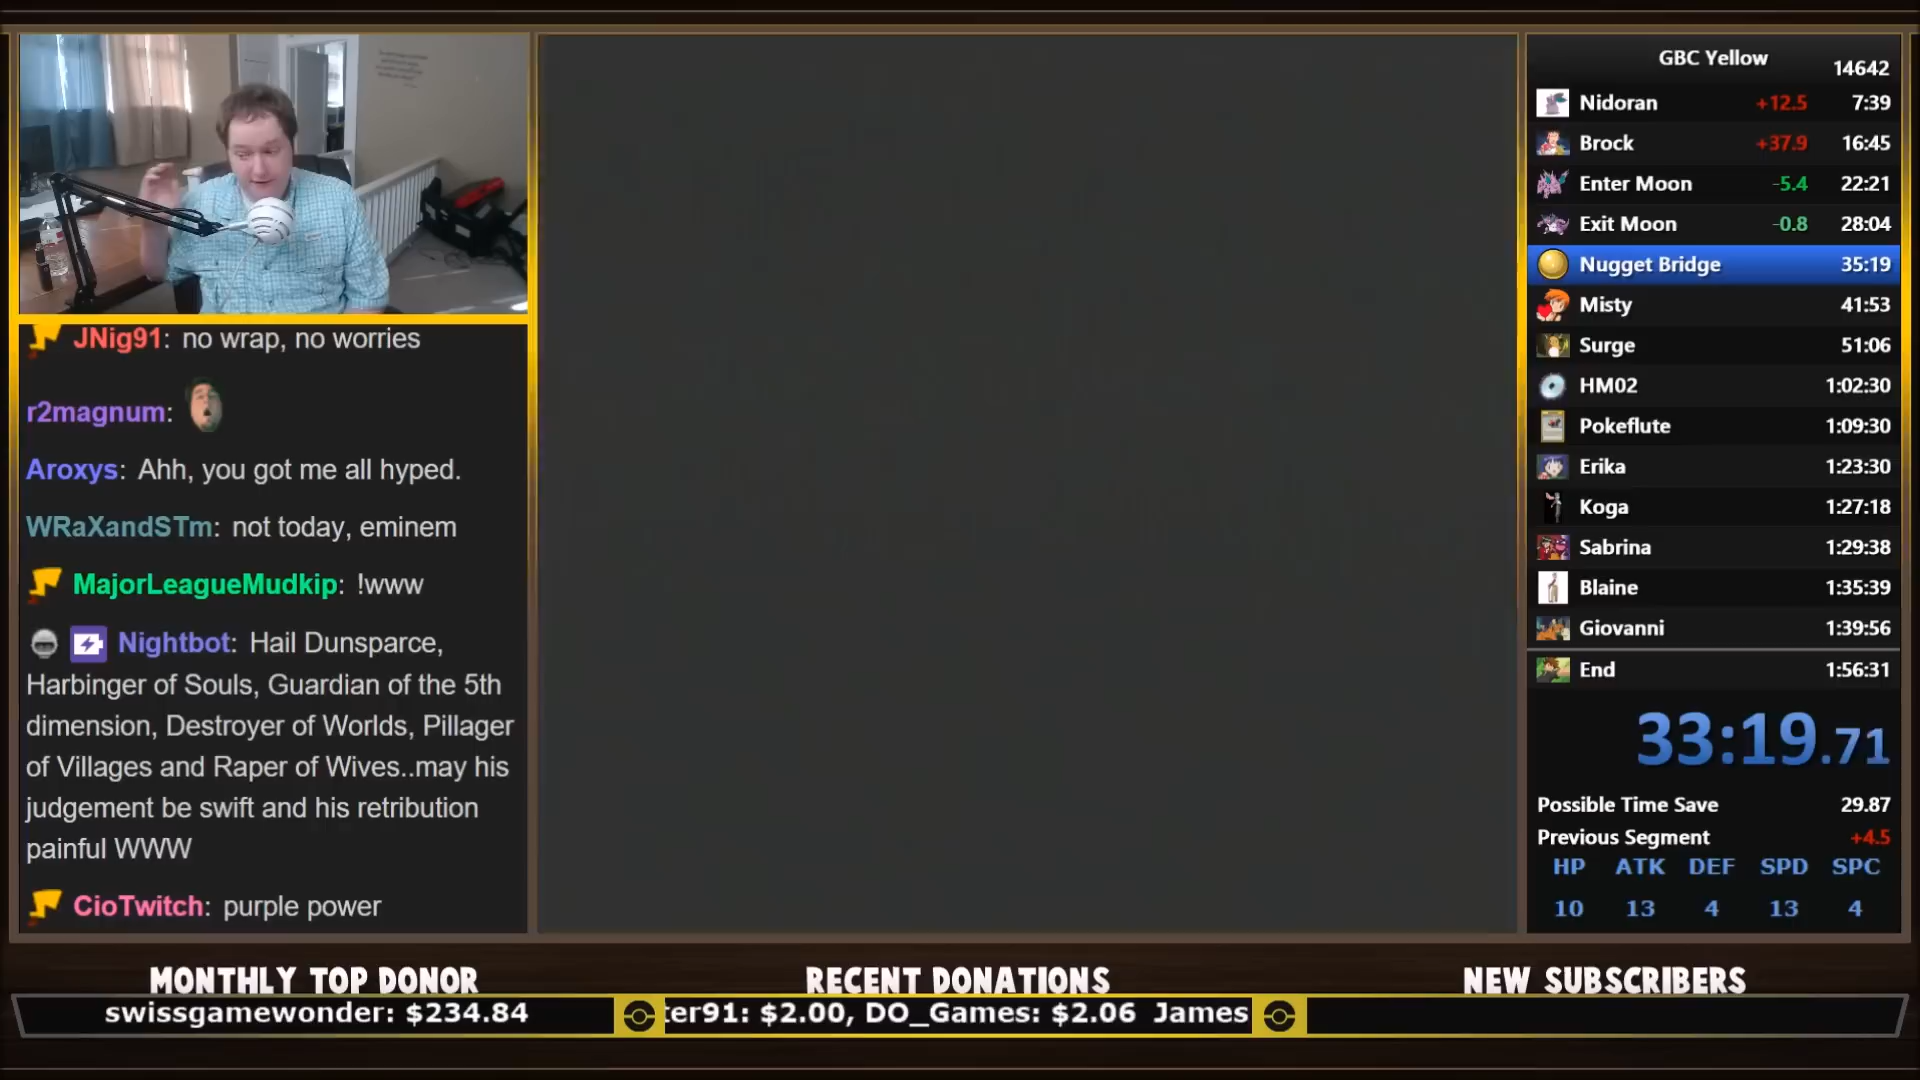 JNig91: no wrap, no worries
r2magnum:
Aroxys: Ahh, you got me all hyped.
WRaXandSTm: not today, eminem
MajorLeagueMudkip: !www
Nightbot: Hail Dunsparce,
Harbinger of Souls, Guardian of the 5th
dimension, Destroyer of Worlds, Pillager
of Villages and Raper of Wives..may his
judgement be swift and his retribution
painful WWW
CioTwitch: purple power
GBC Yellow 14642
Nidoran +12.5 7:39
Brock +37.9 16:45
Enter Moon -5.4 22:21
Exit Moon -0.8 28:04
Nugget Bridge 35:19
Misty 41:53
Surge 51:06
HM02 1:02:30
Pokeflute 1:09:30
Erika 1:23:30
Koga 1:27:18
Sabrina 1:29:38
Blaine 1:35:39
Giovanni 1:39:56
End 1:56:31
33:19.71
Possible Time Save 29.87
Previous Segment +4.5
HP ATK DEF SPD SPC
10 13 4 13 4
MONTHLY TOP DONOR RECENT DONATIONS NEW SUBSCRIBERS
swissgamewonder: $234.84 ter91: $2.00, DO_Games: $2.06 James